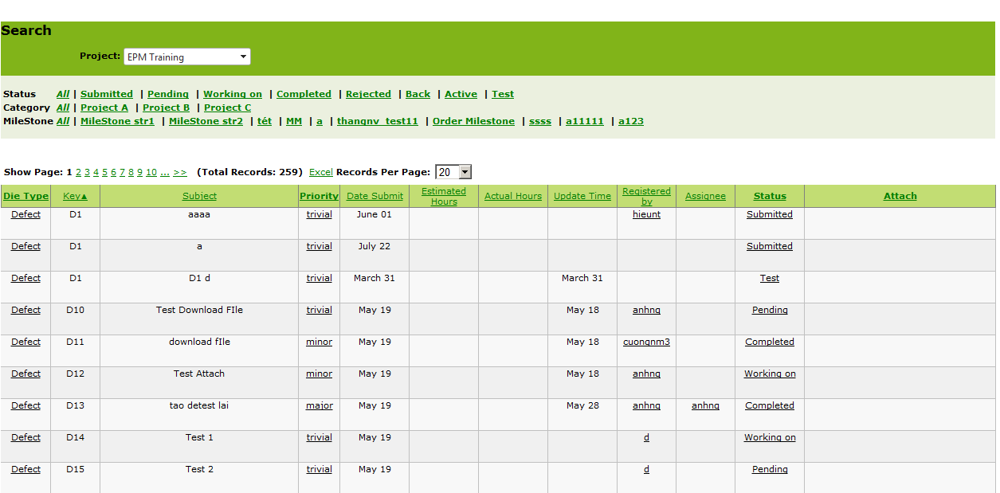 Search
Project: EPM Training
Status All | Submitted | Pending | Working on | Completed | Rejected | Back | Active | Test
Category All | Project A | Project B | Project C
MileStone All | MileStone str1 | MileStone str2 | tét | MM | a | thangnv_test11 | Order Milestone | ssss | a11111 | a123
Show Page: 1 2 3 4 5 6 7 8 9 10 ... >> (Total Records: 259) Excel Records Per Page: 20
Die Type Key▲ Subject Priority Date Submit Estimated Hours Actual Hours Update Time Registered by Assignee Status Attach
Defect D1 aaaa trivial June 01 hieunt Submitted
Defect D1 a trivial July 22 Submitted
Defect D1 D1 d trivial March 31 March 31 Test
Defect D10 Test Download FIle trivial May 19 May 18 anhnq Pending
Defect D11 download fIle minor May 19 May 18 cuongnm3 Completed
Defect D12 Test Attach minor May 19 May 18 anhnq Working on
Defect D13 tao detest lai major May 19 May 28 anhnq anhnq Completed
Defect D14 Test 1 trivial May 19 d Working on
Defect D15 Test 2 trivial May 19 d Pending